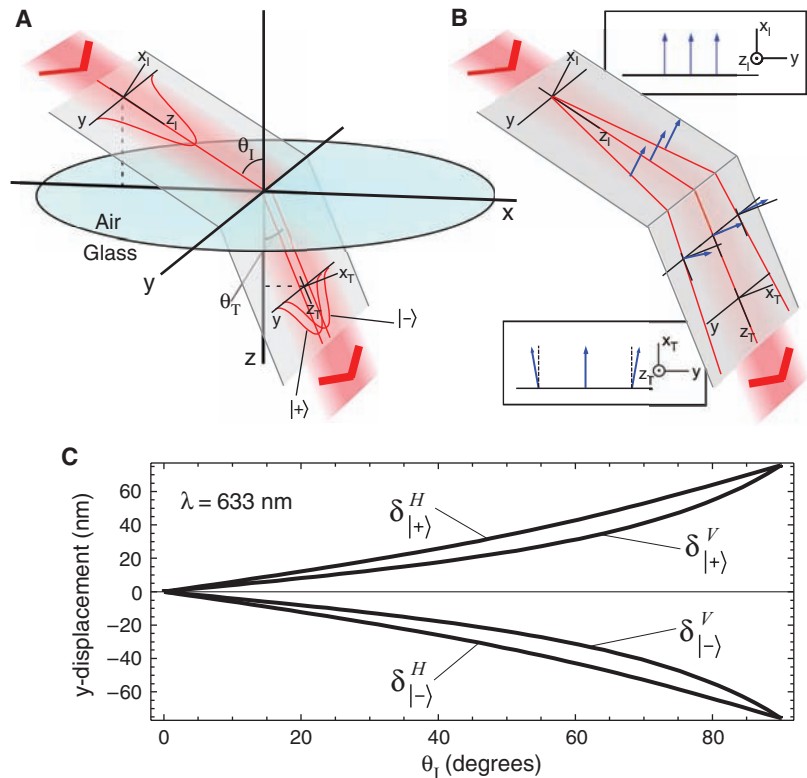 A
x_I
y
z_I
θ_I
x
Air
Glass
y
θ_T
x_T
z_T
y
|−⟩
z
|+⟩
B
x_I
z_I
y
x_I
y
z_I
x_T
z_T
y
x_T
y
z_T
C
λ = 633 nm
δ^H_|+⟩
δ^V_|+⟩
δ^V_|−⟩
δ^H_|−⟩
y-displacement (nm)
60
40
20
0
−20
−40
−60
0
20
40
60
80
θ_I (degrees)